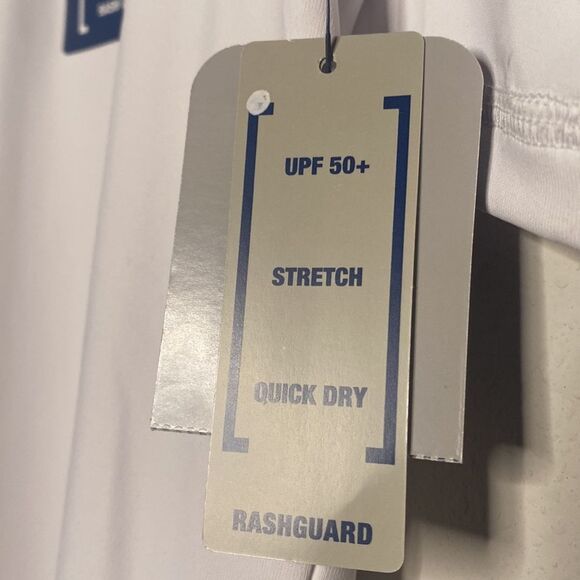 UPF 50+
STRETCH
QUICK DRY
RASHGUARD